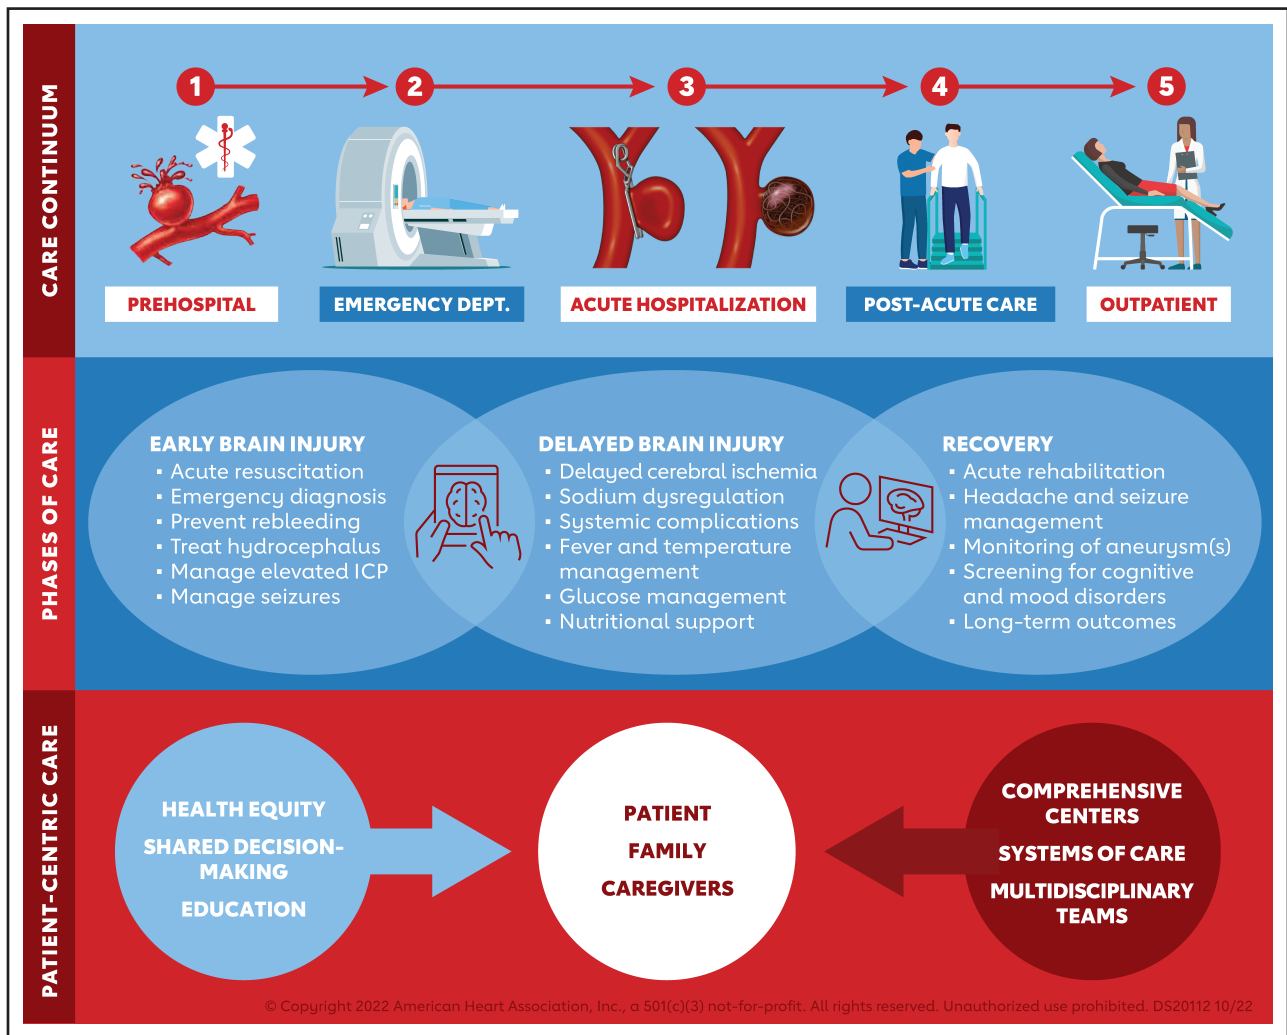 CARE CONTINUUM
1
2
3
4
5
PREHOSPITAL
EMERGENCY DEPT.
ACUTE HOSPITALIZATION
POST-ACUTE CARE
OUTPATIENT
PHASES OF CARE
EARLY BRAIN INJURY
▪ Acute resuscitation
▪ Emergency diagnosis
▪ Prevent rebleeding
▪ Treat hydrocephalus
▪ Manage elevated ICP
▪ Manage seizures
DELAYED BRAIN INJURY
▪ Delayed cerebral ischemia
▪ Sodium dysregulation
▪ Systemic complications
▪ Fever and temperature
management
▪ Glucose management
▪ Nutritional support
RECOVERY
▪ Acute rehabilitation
▪ Headache and seizure
management
▪ Monitoring of aneurysm(s)
▪ Screening for cognitive
and mood disorders
▪ Long-term outcomes
PATIENT-CENTRIC CARE
HEALTH EQUITY
SHARED DECISION-
MAKING
EDUCATION
PATIENT
FAMILY
CAREGIVERS
COMPREHENSIVE
CENTERS
SYSTEMS OF CARE
MULTIDISCIPLINARY
TEAMS
© Copyright 2022 American Heart Association, Inc., a 501(c)(3) not-for-profit. All rights reserved. Unauthorized use prohibited. DS20112 10/22